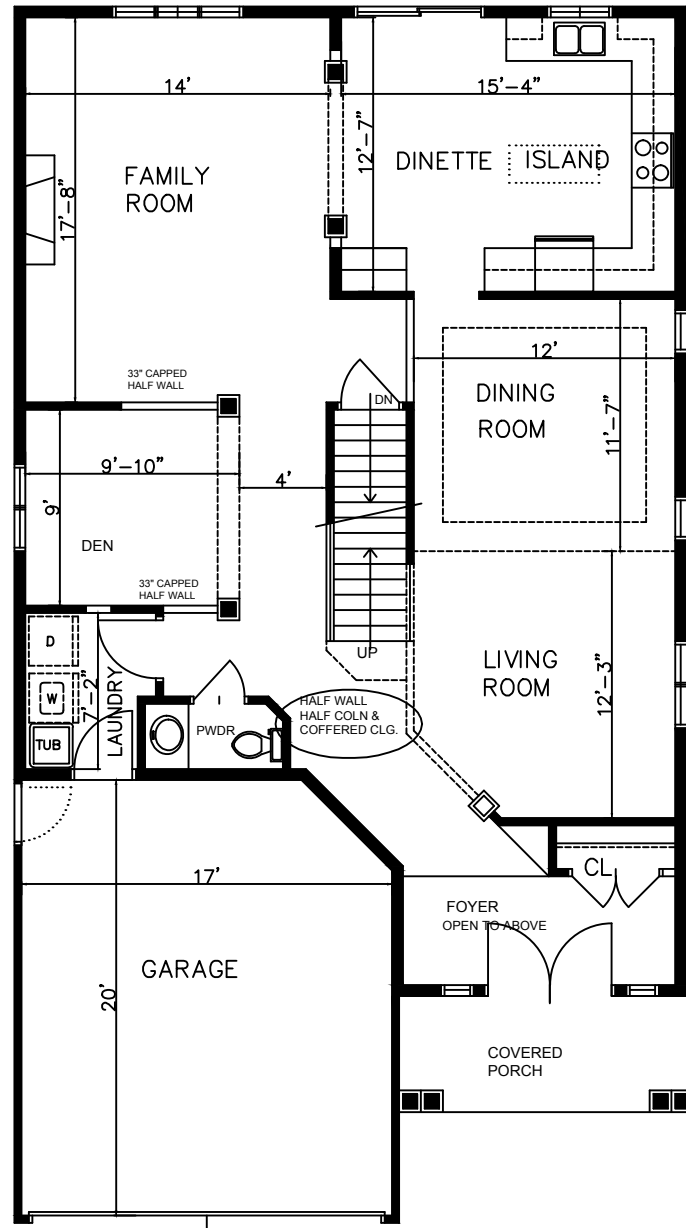 14'
15'-4"
12'-7"
DINETTE
ISLAND
FAMILY
ROOM
17'-8"
33" CAPPED
HALF WALL
DN
12'
DINING
ROOM
11'-7"
9'-10"
4'
9'
DEN
33" CAPPED
HALF WALL
UP
LIVING
ROOM
12'-3"
D
W
TUB
7'-2"
LAUNDRY
PWDR
HALF WALL
HALF COLN &
COFFERED CLG.
CL
FOYER
OPEN TO ABOVE
17'
GARAGE
20'
COVERED
PORCH